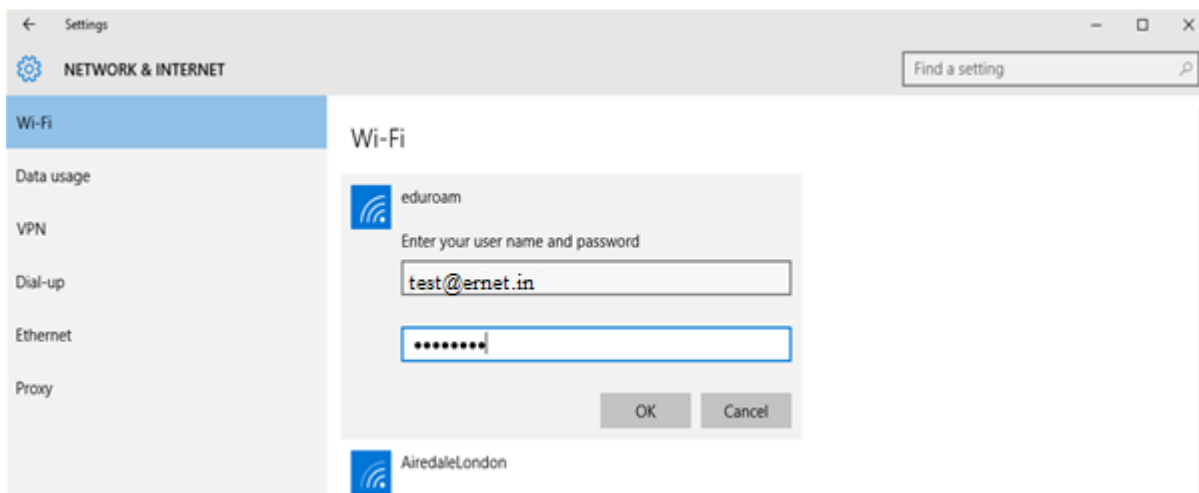 Settings
NETWORK & INTERNET
Find a setting
Wi-Fi
Data usage
VPN
Dial-up
Ethernet
Proxy
Wi-Fi
eduroam
Enter your user name and password
test@ernet.in
••••••••
OK Cancel
AiredaleLondon